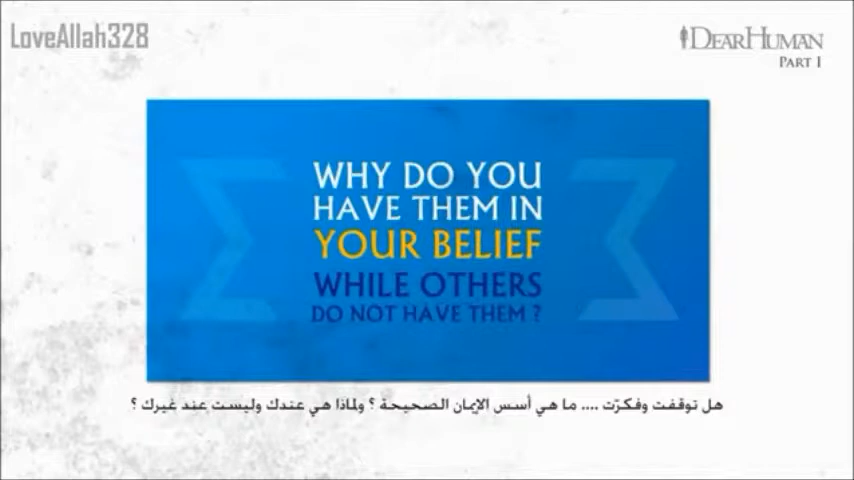 LoveAllah328
DEARHUMAN
PART I
WHY DO YOU
HAVE THEM IN
YOUR BELIEF
WHILE OTHERS
DO NOT HAVE THEM ?
هل توقفت وفكرّت .... ما هي أسس الإيمان الصحيحة ؟ ولماذا هي عندك وليست عند غيرك ؟